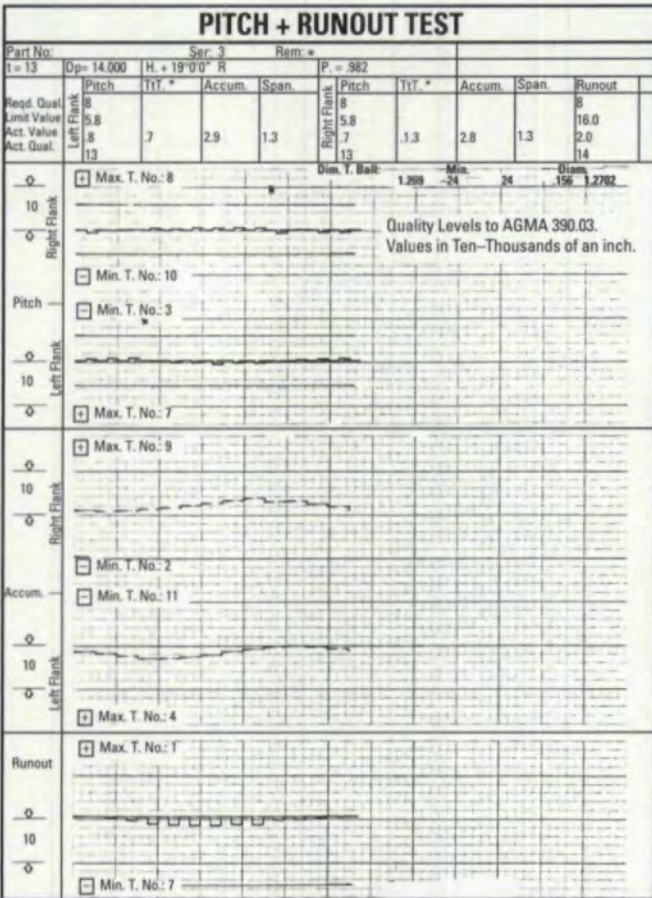 PITCH + RUNOUT TEST
Part No: Ser: 3 Rem: *
t = 13 Dp= 14.000 H. + 19°0'0" R P. = .982
Left Flank Pitch TtT. * Accum. Span. Right Flank Pitch TtT. * Accum. Span. Runout
Reqd. Qual. 8 8 8
Limit Value 5.8 5.8 16.0
Act. Value .8 .7 2.9 1.3 .7 .1.3 2.8 1.3 2.0
Act. Qual. 13 13 14
Dim. T. Ball: Min. Diam.
1.269 -24 24 .156 1.2702
+ Max. T. No.: 8
*
10
Right Flank
Quality Levels to AGMA 390.03.
Values in Ten–Thousands of an inch.
- Min. T. No.: 10
Pitch
- Min. T. No.: 3
*
10
Left Flank
+ Max. T. No.: 7
+ Max. T. No.: 9
10
Right Flank
- Min. T. No.: 2
Accum.
- Min. T. No.: 11
10
Left Flank
+ Max. T. No.: 4
+ Max. T. No.: 1
Runout
10
- Min. T. No.: 7